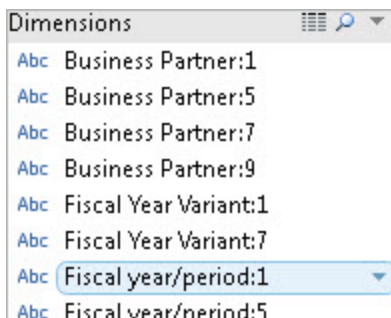 Dimensions
Abc Business Partner:1
Abc Business Partner:5
Abc Business Partner:7
Abc Business Partner:9
Abc Fiscal Year Variant:1
Abc Fiscal Year Variant:7
Abc Fiscal year/period:1
Abc Fiscal year/period:5